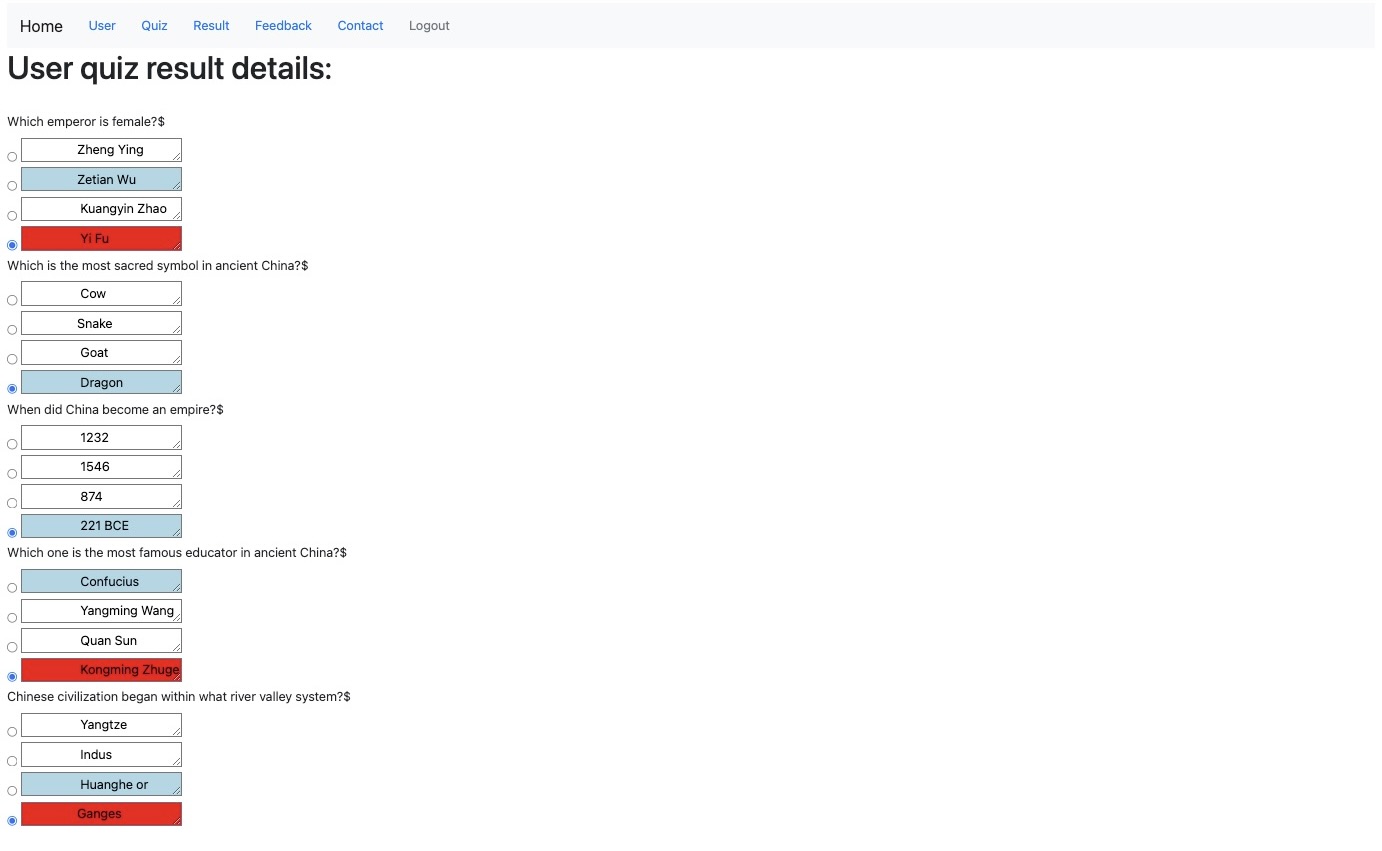 Home User Quiz Result Feedback Contact Logout
User quiz result details:
Which emperor is female?$
Zheng Ying
Zetian Wu
Kuangyin Zhao
Yi Fu
Which is the most sacred symbol in ancient China?$
Cow
Snake
Goat
Dragon
When did China become an empire?$
1232
1546
874
221 BCE
Which one is the most famous educator in ancient China?$
Confucius
Yangming Wang
Quan Sun
Kongming Zhuge
Chinese civilization began within what river valley system?$
Yangtze
Indus
Huanghe or
Ganges